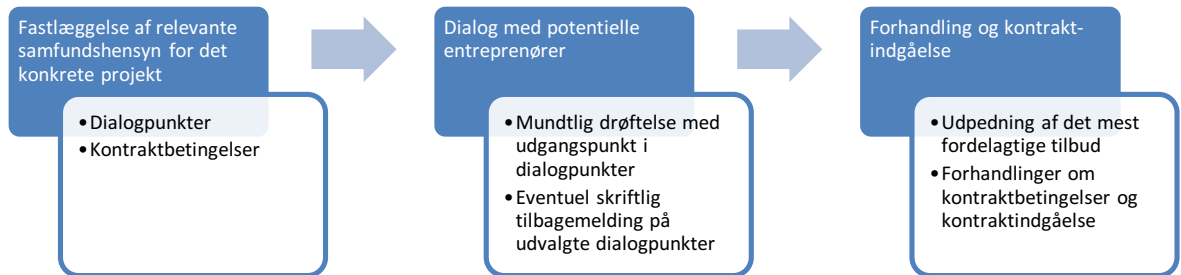 Fastlæggelse af relevante
samfundshensyn for det
konkrete projekt
•Dialogpunkter
•Kontraktbetingelser
Dialog med potentielle
entreprenører
•Mundtlig drøftelse med
udgangspunkt i
dialogpunkter
•Eventuel skriftlig
tilbagemelding på
udvalgte dialogpunkter
Forhandling og kontrakt-
indgåelse
•Udpedning af det mest
fordelagtige tilbud
•Forhandlinger om
kontraktbetingelser og
kontraktindgåelse